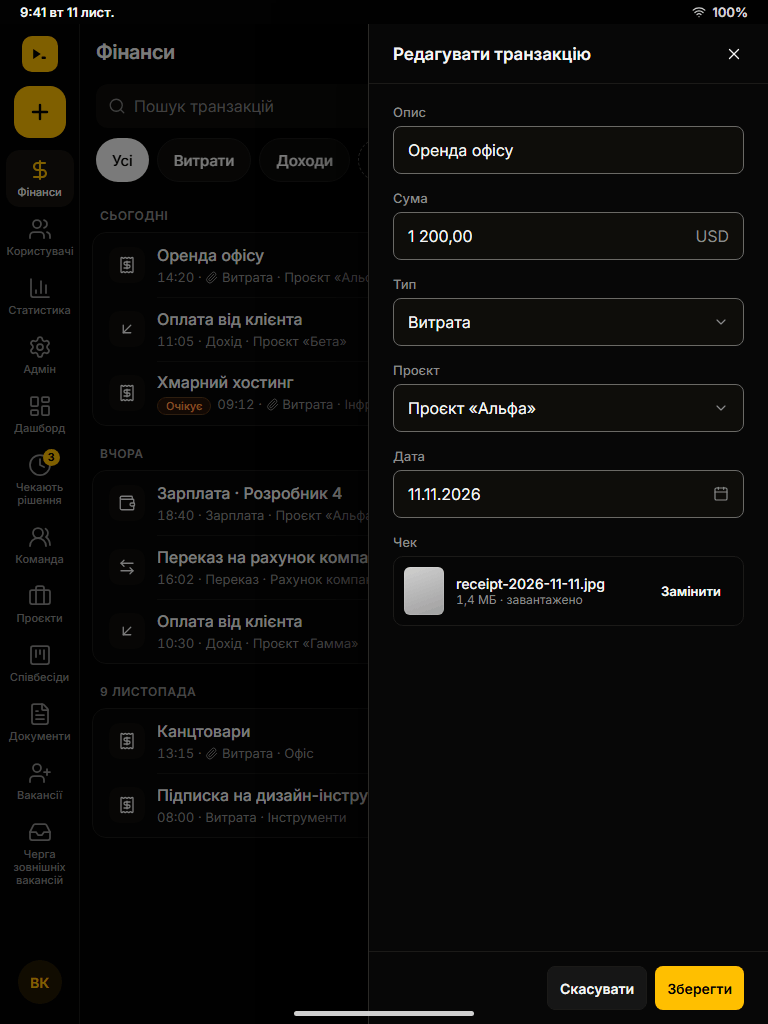 9:41 вт 11 лист.
100%
Фінанси
Пошук транзакцій
Усі
Витрати
Доходи
Фінанси
Користувачі
Статистика
Адмін
Дашборд
3
Чекають
рішення
Команда
Проєкти
Співбесіди
Документи
Вакансії
Черга
зовнішніх
вакансій
ВК
СЬОГОДНІ
Оренда офісу
14:20 · Витрата · Проєкт «Аль
Оплата від клієнта
11:05 · Дохід · Проєкт «Бета»
Хмарний хостинг
Очікує 09:12 · Витрата · Інфр
ВЧОРА
Зарплата · Розробник 4
18:40 · Зарплата · Проєкт «Альфа
Переказ на рахунок компа
16:02 · Переказ · Рахунок компан
Оплата від клієнта
10:30 · Дохід · Проєкт «Гамма»
9 ЛИСТОПАДА
Канцтовари
13:15 · Витрата · Офіс
Підписка на дизайн-інстру
08:00 · Витрата · Інструменти
Редагувати транзакцію
Опис
Оренда офісу
Сума
1 200,00 USD
Тип
Витрата
Проєкт
Проєкт «Альфа»
Дата
11.11.2026
Чек
receipt-2026-11-11.jpg
1,4 МБ · завантажено
Замінити
Скасувати
Зберегти